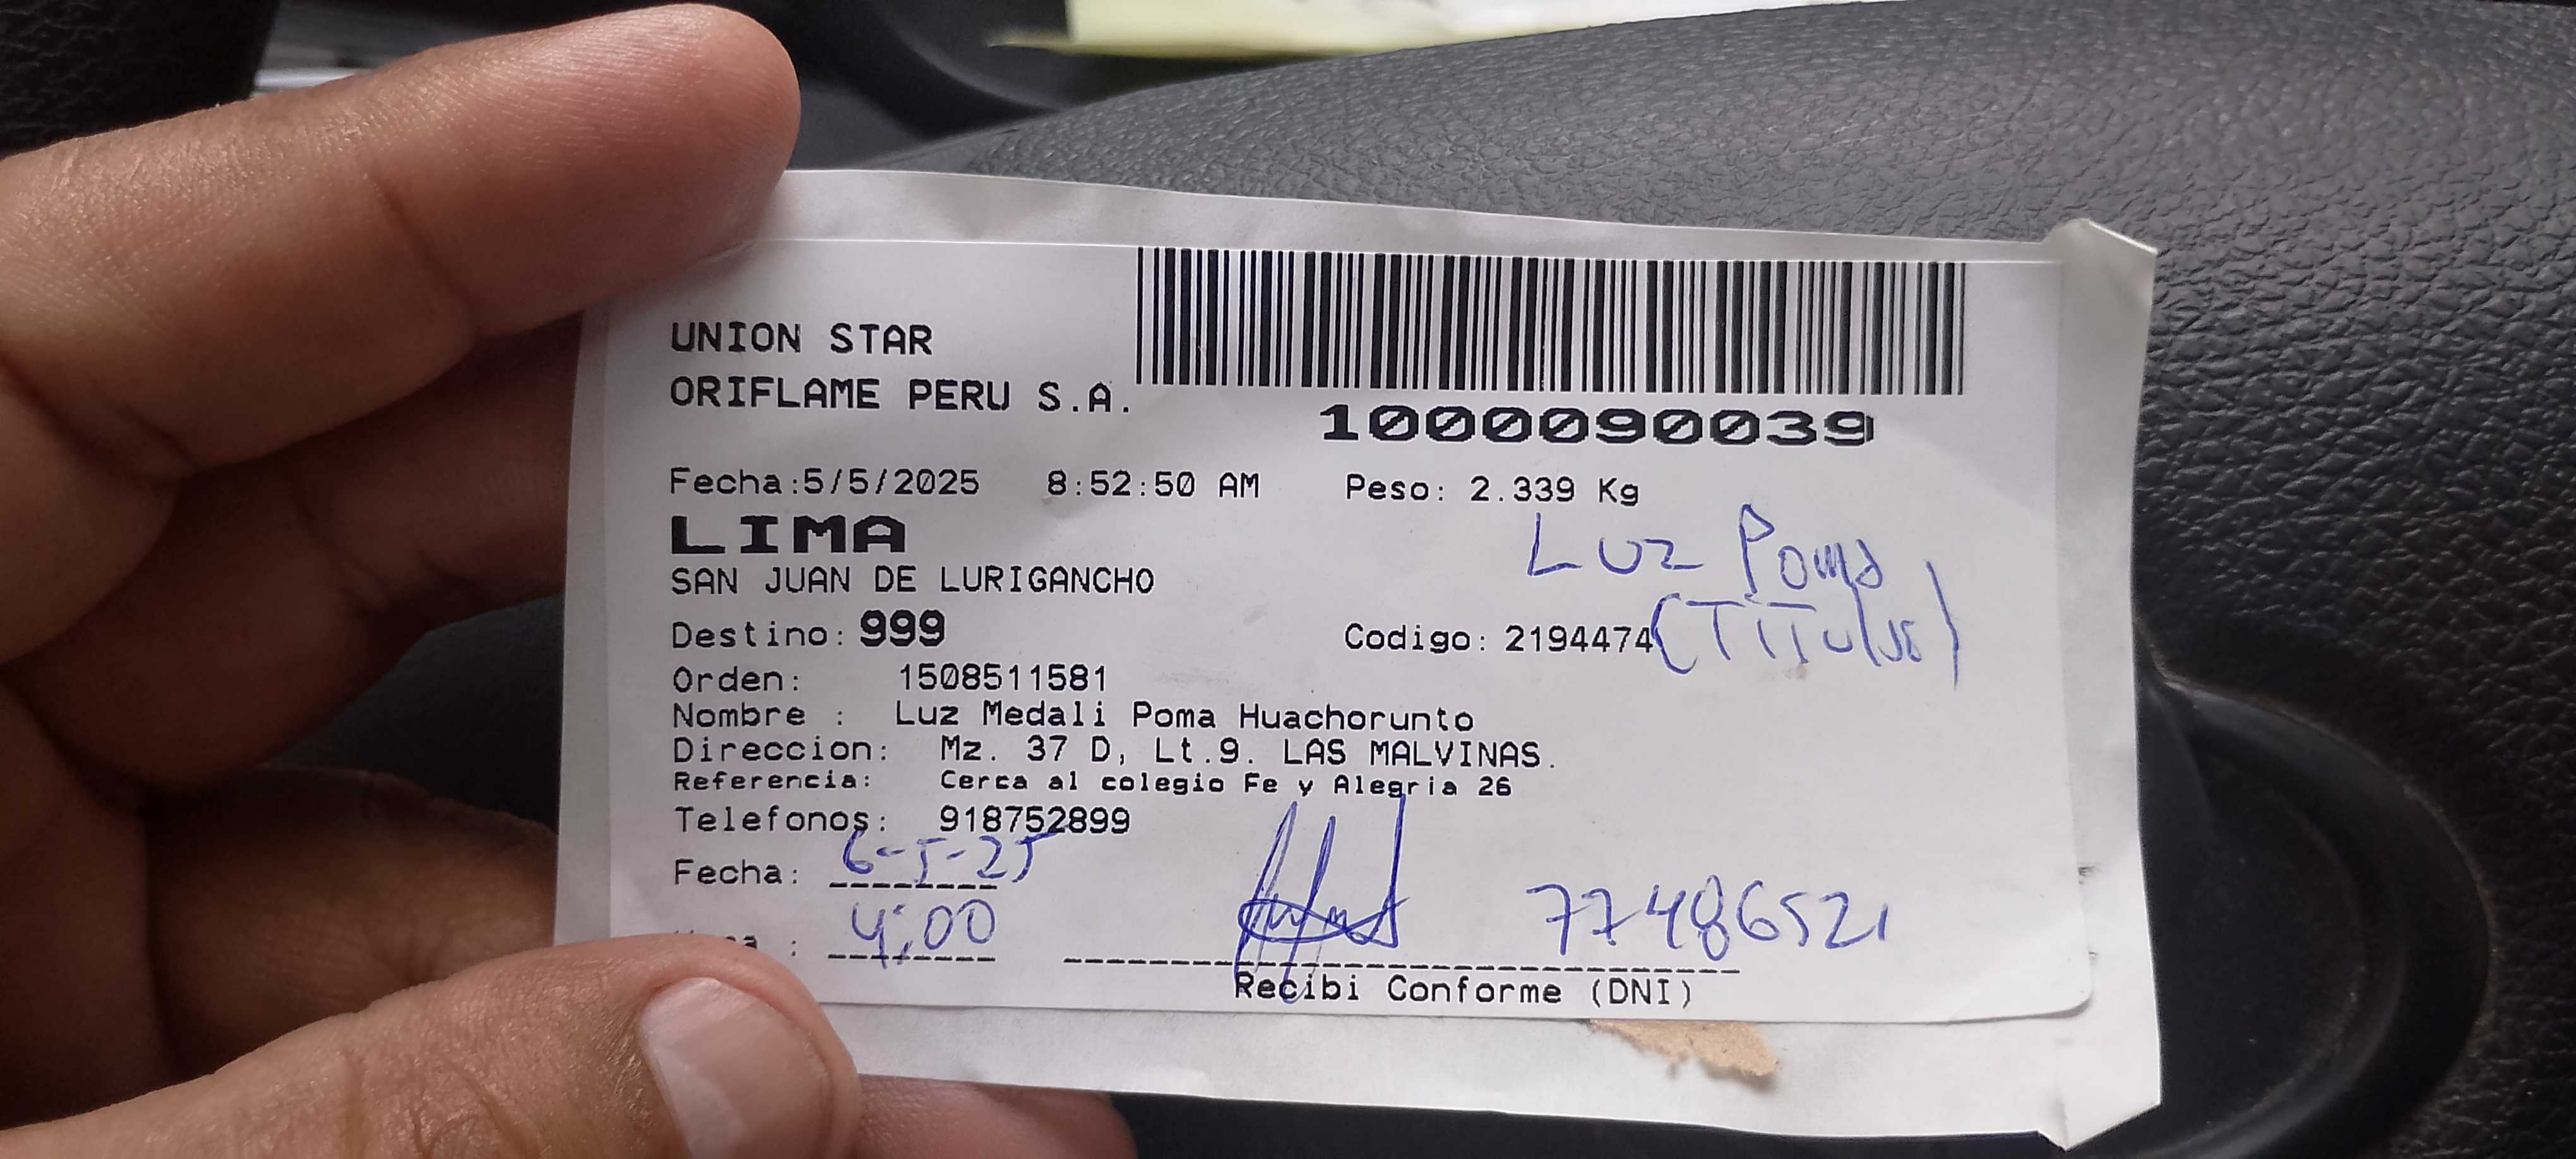 UNION STAR
ORIFLAME PERU S.A.
1000090039
Fecha:5/5/2025 8:52:50 AM Peso: 2.339 Kg
LIMA
Luz Poma
SAN JUAN DE LURIGANCHO
Destino: 999 Codigo: 2194474 (Titular)
Orden: 1508511581
Nombre : Luz Medali Poma Huachorunto
Direccion: Mz. 37 D, Lt.9. LAS MALVINAS.
Referencia: Cerca al colegio Fe y Alegria 26
Telefonos: 918752899
Fecha: 6-5-25
: 4:00 77486521
Recibi Conforme (DNI)